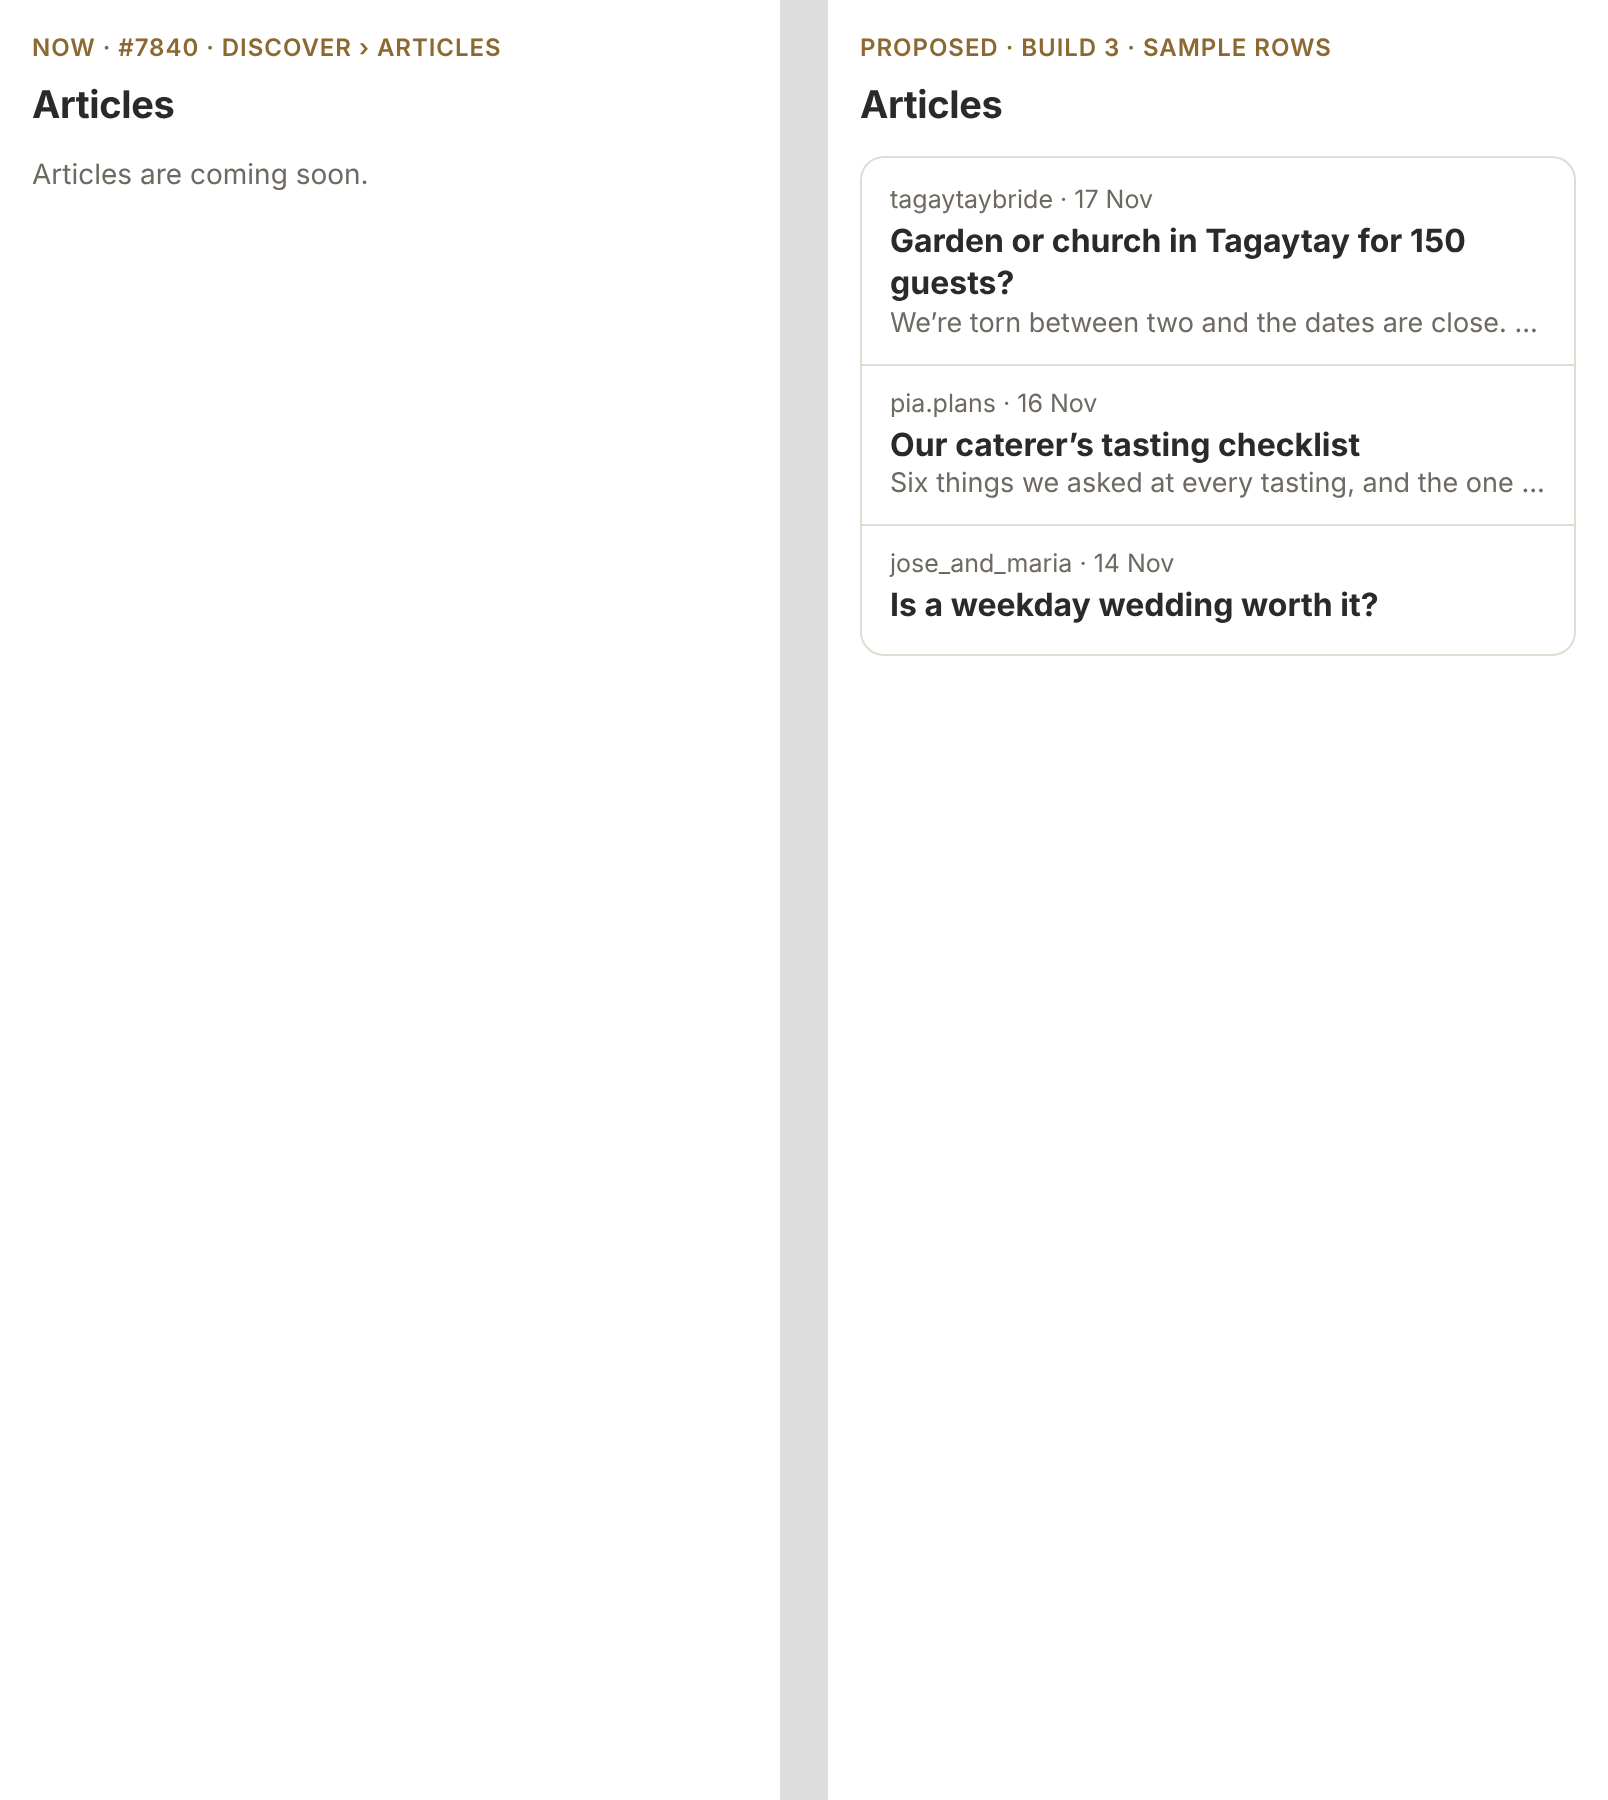 NOW · #7840 · DISCOVER › ARTICLES
Articles
Articles are coming soon.
PROPOSED · BUILD 3 · SAMPLE ROWS
Articles
tagaytaybride · 17 Nov
Garden or church in Tagaytay for 150
guests?
We’re torn between two and the dates are close. ...
pia.plans · 16 Nov
Our caterer’s tasting checklist
Six things we asked at every tasting, and the one ...
jose_and_maria · 14 Nov
Is a weekday wedding worth it?